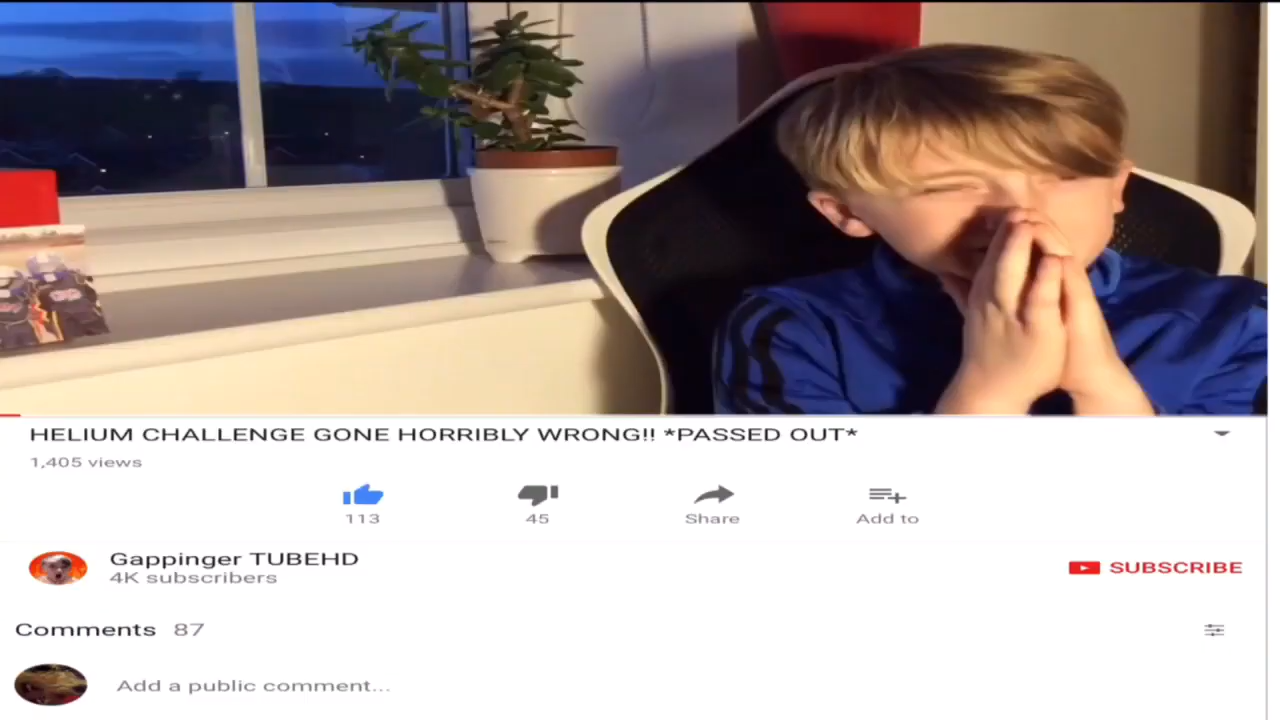 HELIUM CHALLENGE GONE HORRIBLY WRONG!! *PASSED OUT*
1,405 views
113
45
Share
Add to
Gappinger TUBEHD
4K subscribers
SUBSCRIBE
Comments 87
Add a public comment...